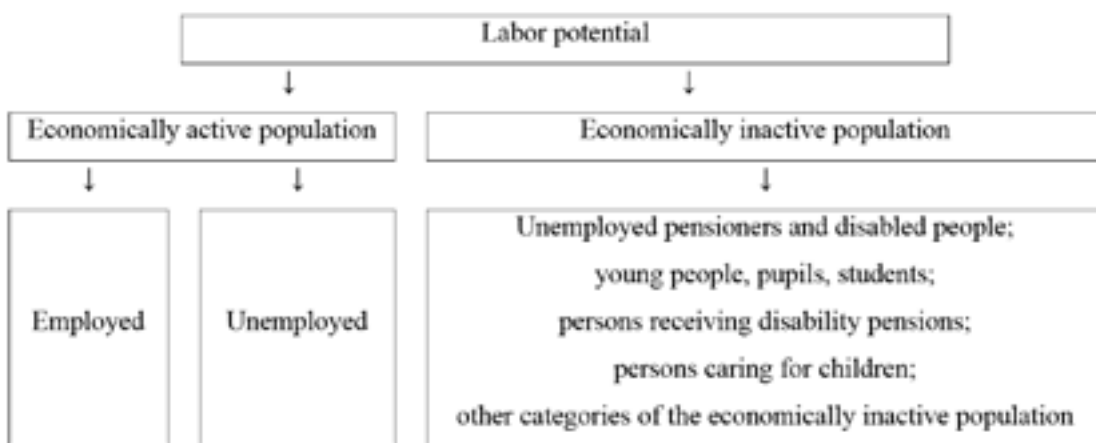 Labor potential
Economically active population
Economically inactive population
Employed
Unemployed
Unemployed pensioners and disabled people;
young people, pupils, students;
persons receiving disability pensions;
persons caring for children;
other categories of the economically inactive population